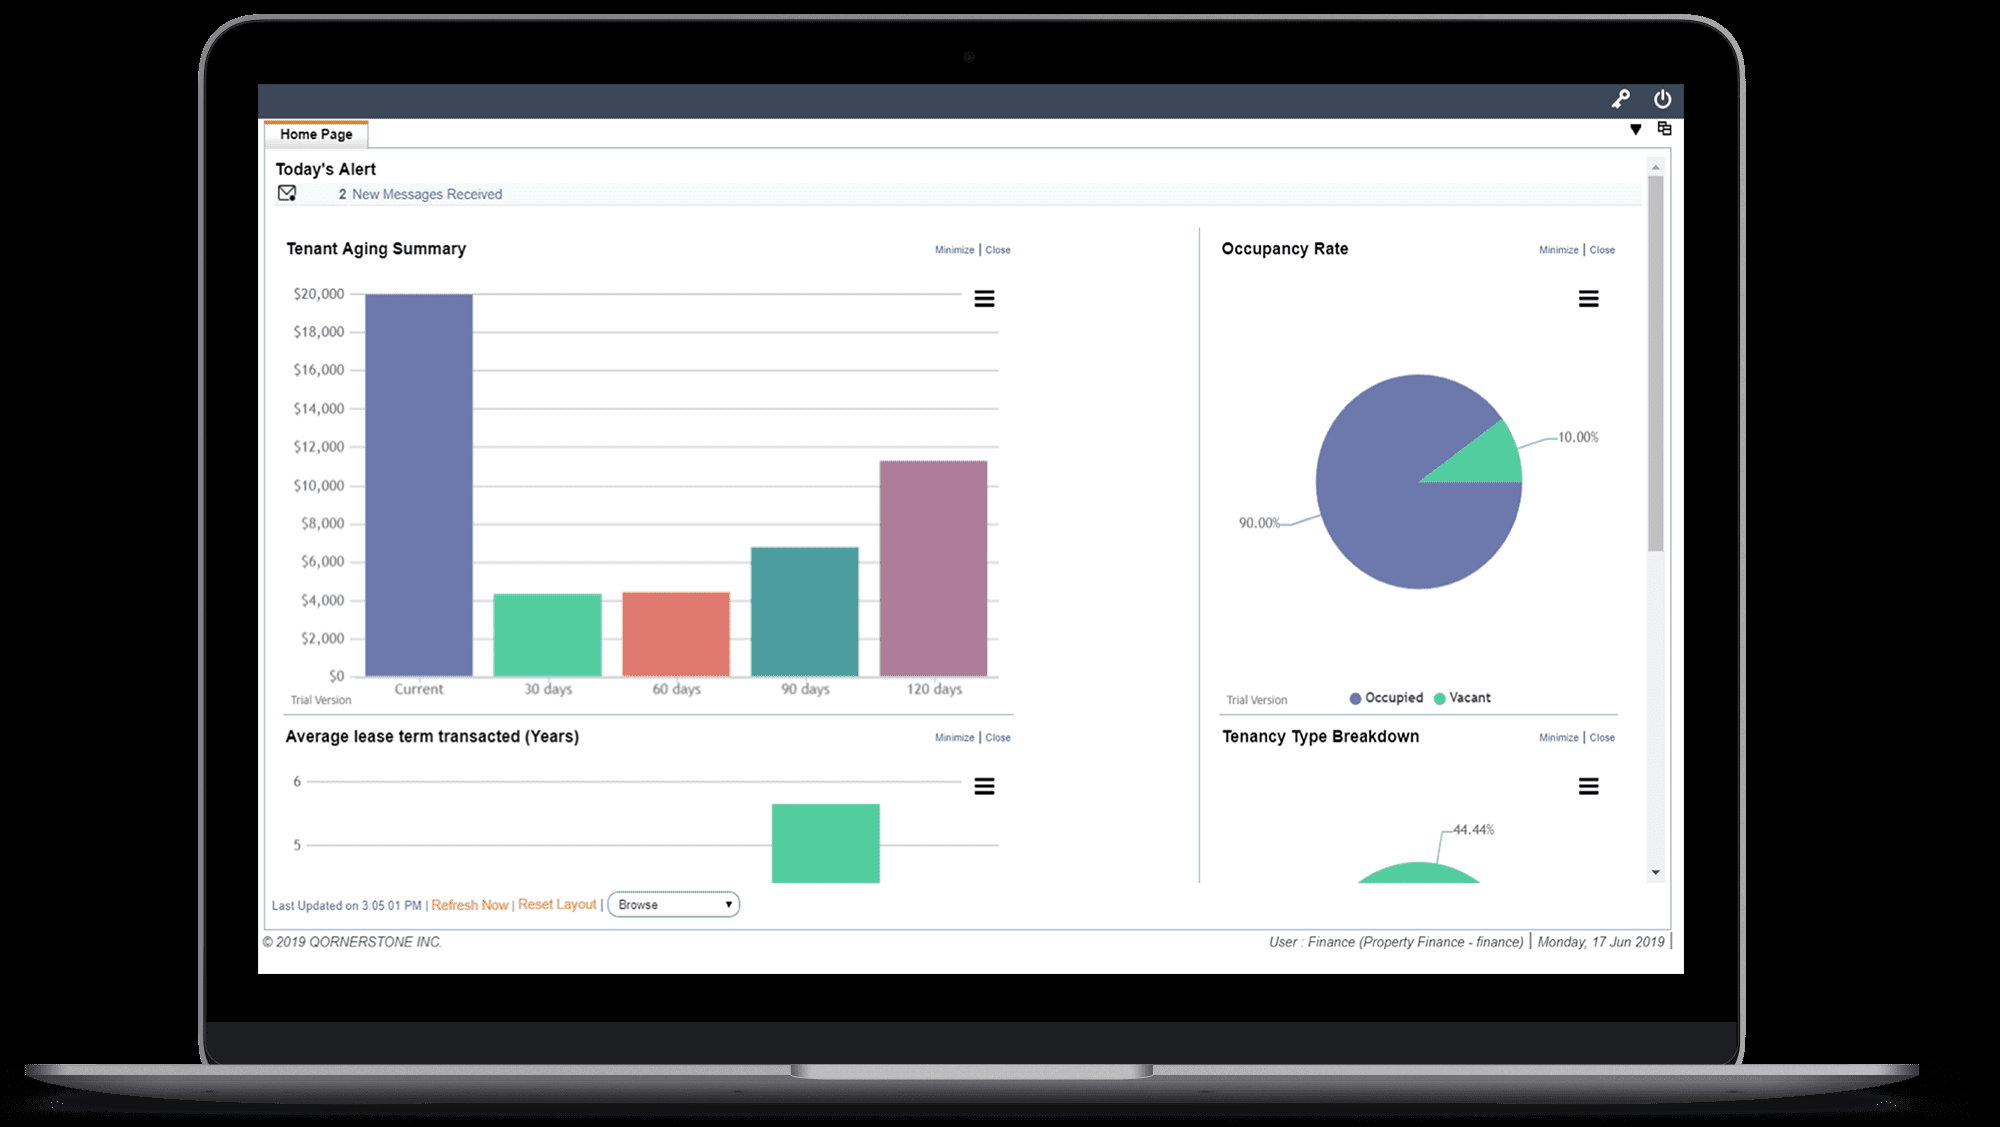 Home Page
Today's Alert
2 New Messages Received
Tenant Aging Summary
Minimize | Close
$20,000
$18,000
$16,000
$14,000
$12,000
$10,000
$8,000
$6,000
$4,000
$2,000
$0
Current 30 days 60 days 90 days 120 days
Trial Version
Occupancy Rate
Minimize | Close
10.00%
90.00%
Trial Version
Occupied Vacant
Average lease term transacted (Years)
Minimize | Close
6
5
Tenancy Type Breakdown
Minimize | Close
44.44%
Last Updated on 3:05:01 PM | Refresh Now | Reset Layout | Browse
© 2019 QORNERSTONE INC.
User : Finance (Property Finance - finance) | Monday, 17 Jun 2019 |